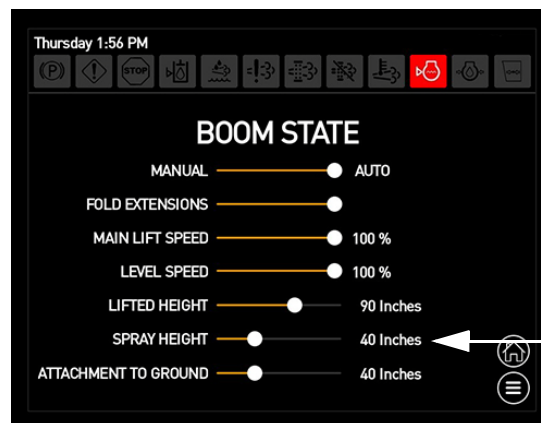 Thursday 1:56 PM
(P) STOP
BOOM STATE
MANUAL AUTO
FOLD EXTENSIONS
MAIN LIFT SPEED 100 %
LEVEL SPEED 100 %
LIFTED HEIGHT 90 Inches
SPRAY HEIGHT 40 Inches
ATTACHMENT TO GROUND 40 Inches